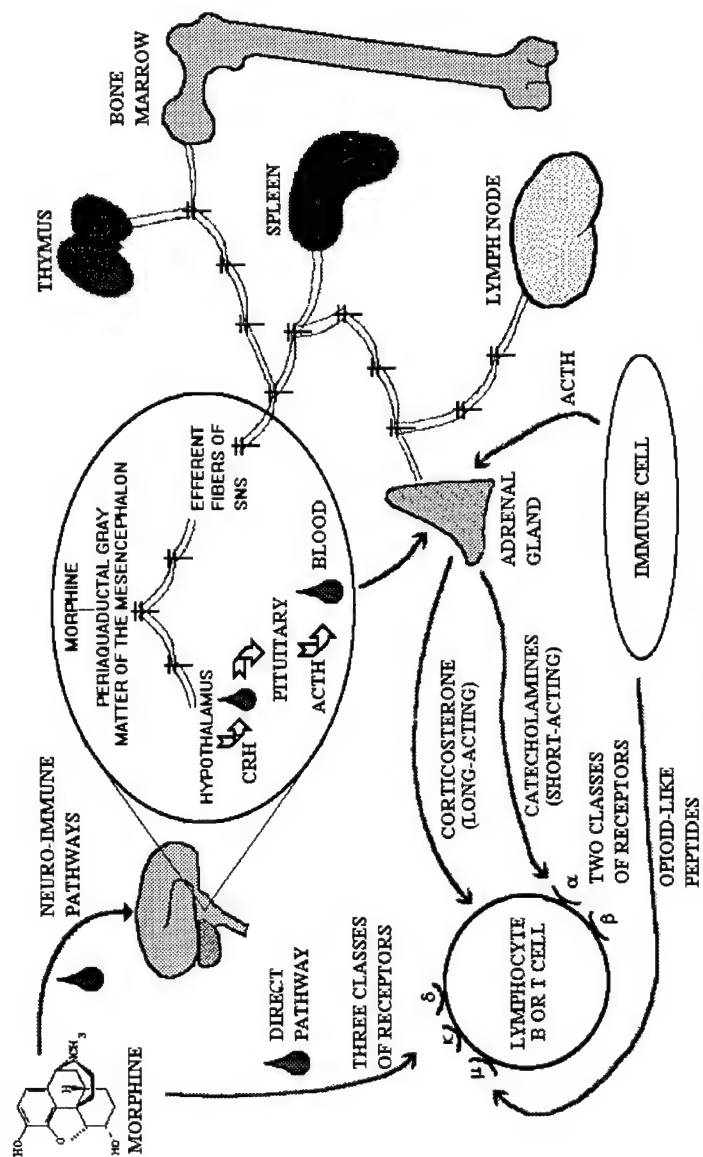 HO
O
HO
H
N
NCH3
MORPHINE
NEURO-IMMUNE
PATHWAYS
DIRECT
PATHWAY
THREE CLASSES
OF RECEPTORS
MORPHINE
PERIAQUADUCTAL GRAY
MATTER OF THE MESENCEPHALON
HYPOTHALAMUS
CRH
PITUITARY
ACTH
BLOOD
EFFERENT
FIBERS OF
SNS
THYMUS
BONE
MARROW
SPLEEN
LYMPH NODE
ADRENAL
GLAND
ACTH
IMMUNE CELL
CORTICOSTERONE
(LONG-ACTING)
CATECHOLAMINES
(SHORT-ACTING)
TWO CLASSES
OF RECEPTORS
OPIOID-LIKE
PEPTIDES
δ
κ
μ
α
β
LYMPHOCYTE
B OR T CELL